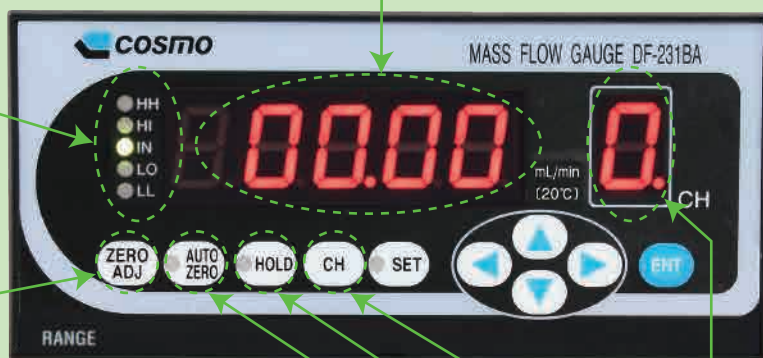 COSMO
MASS FLOW GAUGE DF-231BA
HH
HI
IN
LO
LL
00.00
mL/min
(20℃)
0.
CH
ZERO
ADJ
AUTO
ZERO
HOLD
CH
SET
ENT
RANGE